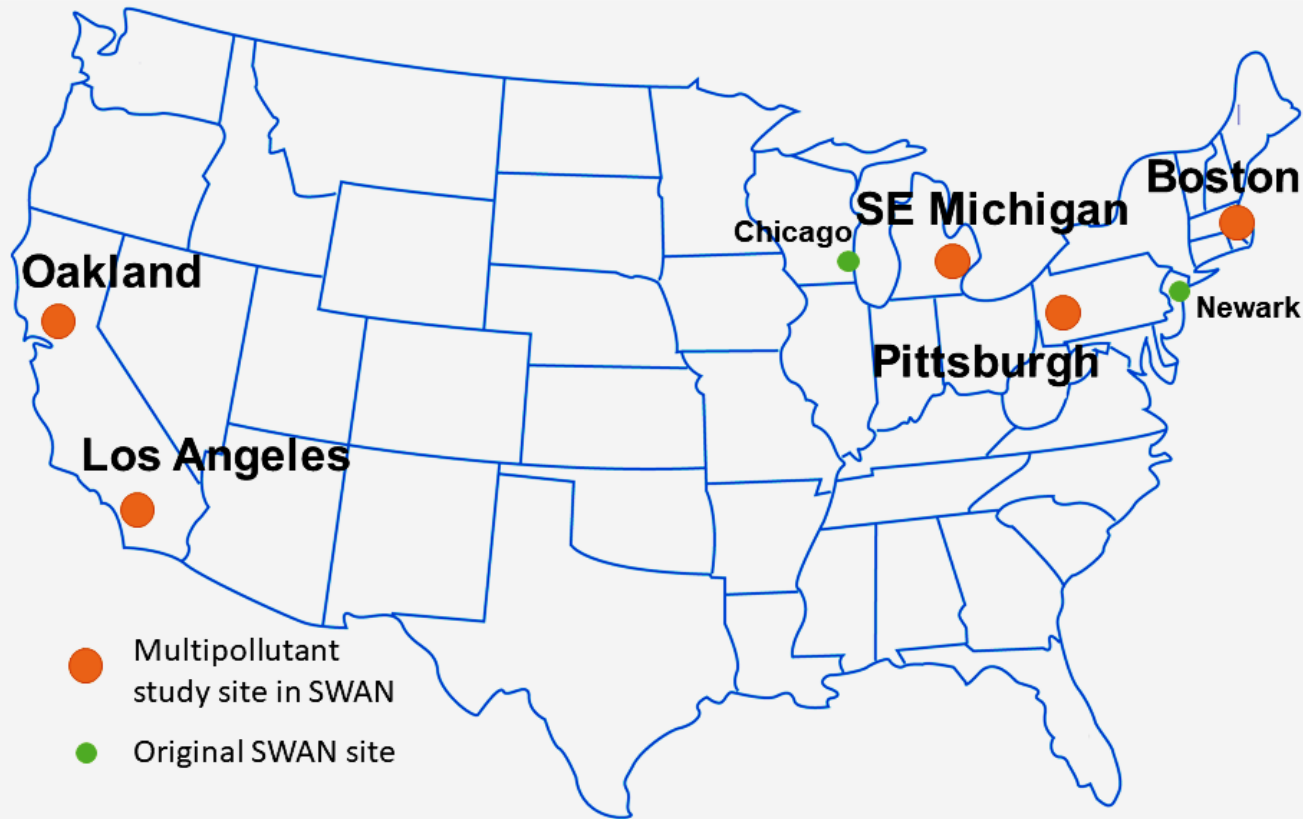 Boston
SE Michigan
Chicago
Oakland
Newark
Pittsburgh
Los Angeles
Multipollutant
study site in SWAN
Original SWAN site